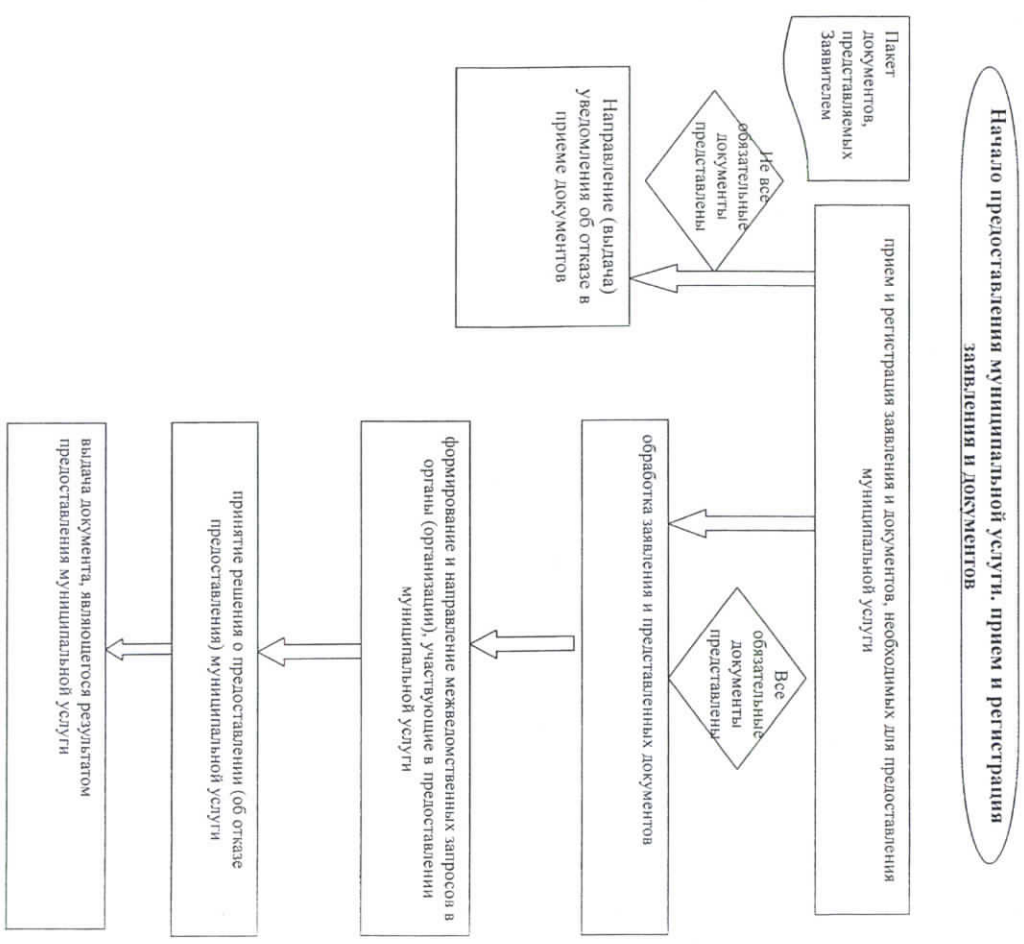 Начало предоставления муниципальной услуги. прием и регистрация
заявления и документов
Пакет
документов,
представляемых
Заявителем
прием и регистрация заявления и документов, необходимых для предоставления
муниципальной услуги
Не все
обязательные
документы
представлены
Все
обязательные
документы
представлены
Направление (выдача)
уведомления об отказе в
приеме документов
обработка заявления и представленных документов
формирование и направление межведомственных запросов в
органы (организации), участвующие в предоставлении
муниципальной услуги
принятие решения о предоставлении (об отказе
предоставления) муниципальной услуги
выдача документа, являющегося результатом
предоставления муниципальной услуги